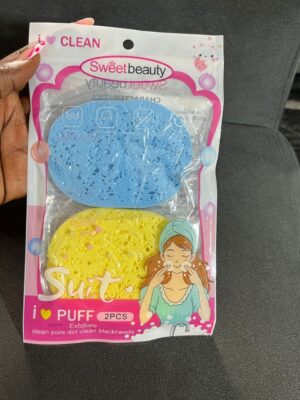 i ♥ CLEAN
Sweetbeauty
Suit
i ♥ PUFF 2PCS
Exfoliate
clean pore dirt clean blackheads